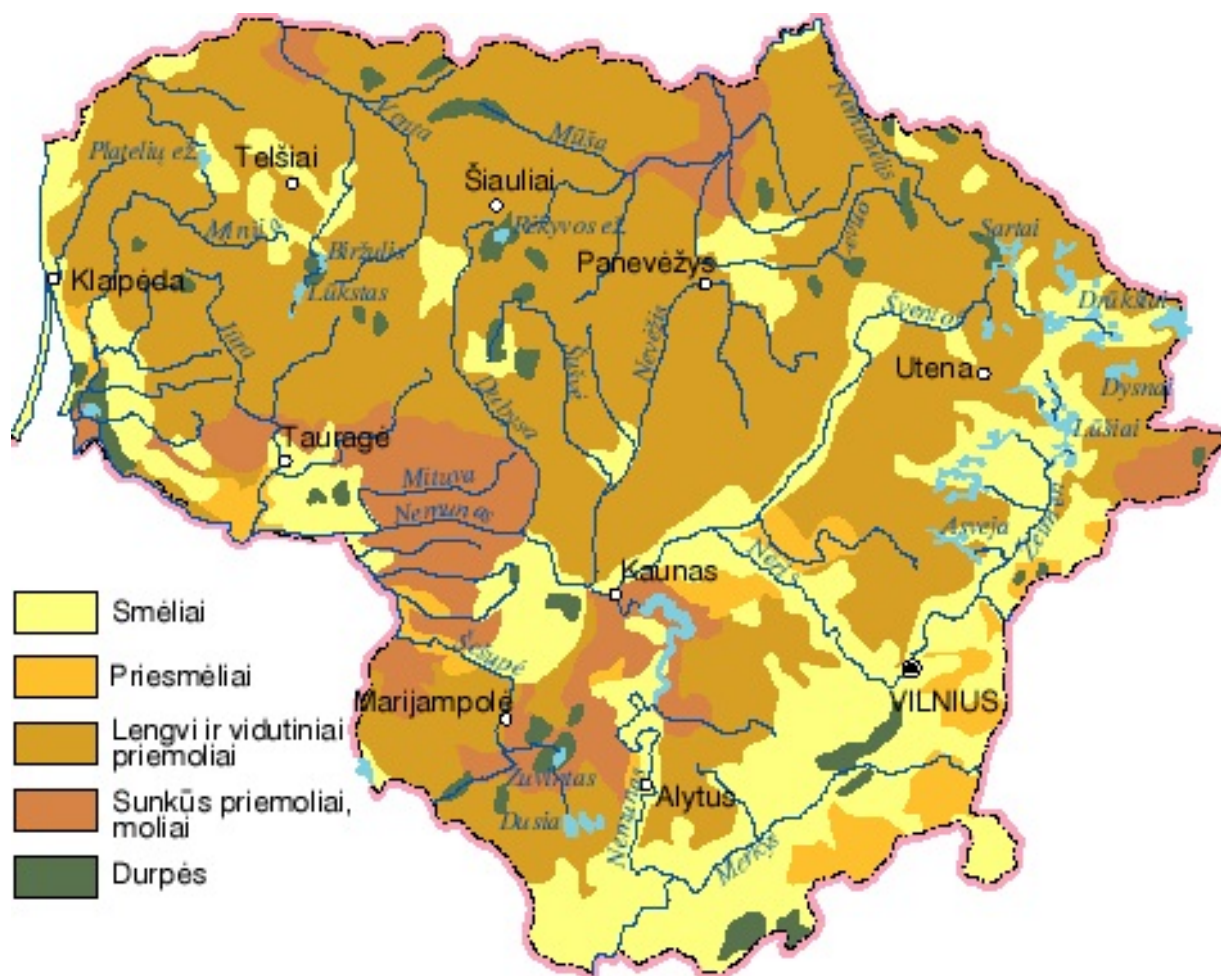 Venta
Mūša
Nemunėlis
Platelių ež.
Telšiai
Šiauliai
Rėkyvos ež.
Minija
Lėvuo
Sartai
Biržulis
Panevėžys
Klaipėda
Lūkstas
Drūkšiai
Šventoji
Jūra
Nevėžis
Šušvė
Utena
Dysnai
Dubysa
Tauragė
Lūšiai
Mituva
Nemunas
Asveja
Žeimena
Neris
Kaunas
Smėliai
Šešupė
Priesmėliai
Marijampolė
VILNIUS
Lengvi ir vidutiniai
priemoliai
Žuvintas
Alytus
Sunkūs priemoliai,
moliai
Dusia
Nemunas
Merkys
Durpės